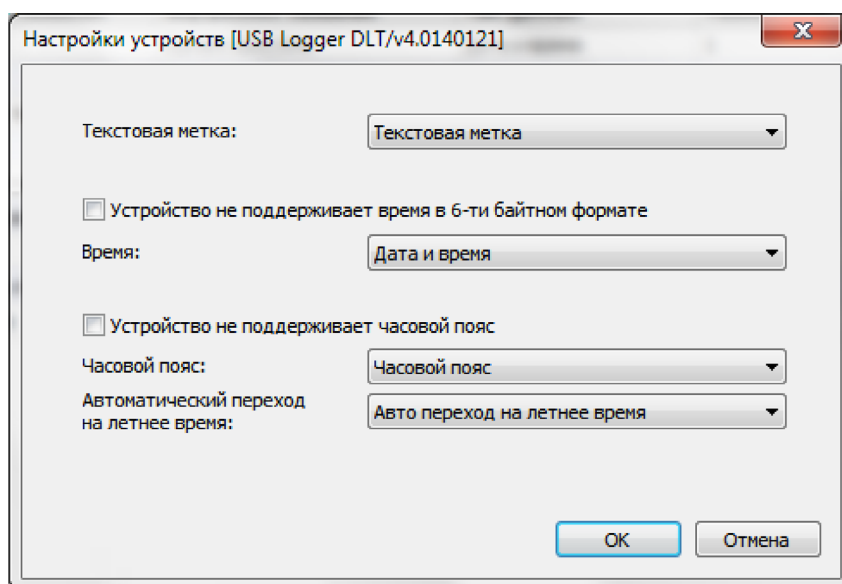 Настройки устройств [USB Logger DLT/v4.0140121]
Текстовая метка: Текстовая метка
Устройство не поддерживает время в 6-ти байтном формате
Время: Дата и время
Устройство не поддерживает часовой пояс
Часовой пояс: Часовой пояс
Автоматический переход
на летнее время: Авто переход на летнее время
OK Отмена